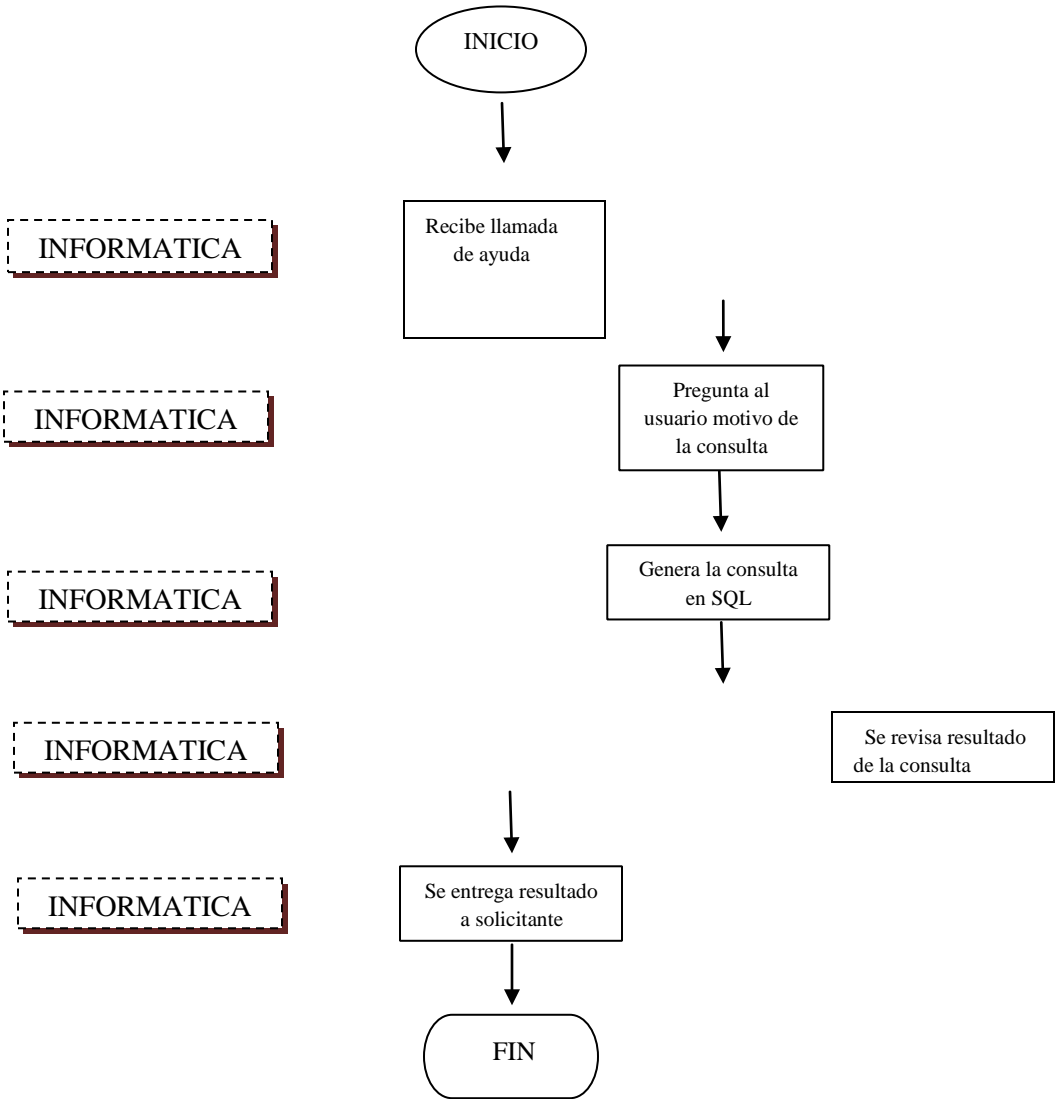 INICIO
INFORMATICA
Recibe llamada
de ayuda
INFORMATICA
Pregunta al
usuario motivo de
la consulta
INFORMATICA
Genera la consulta
en SQL
INFORMATICA
Se revisa resultado
de la consulta
INFORMATICA
Se entrega resultado
a solicitante
FIN